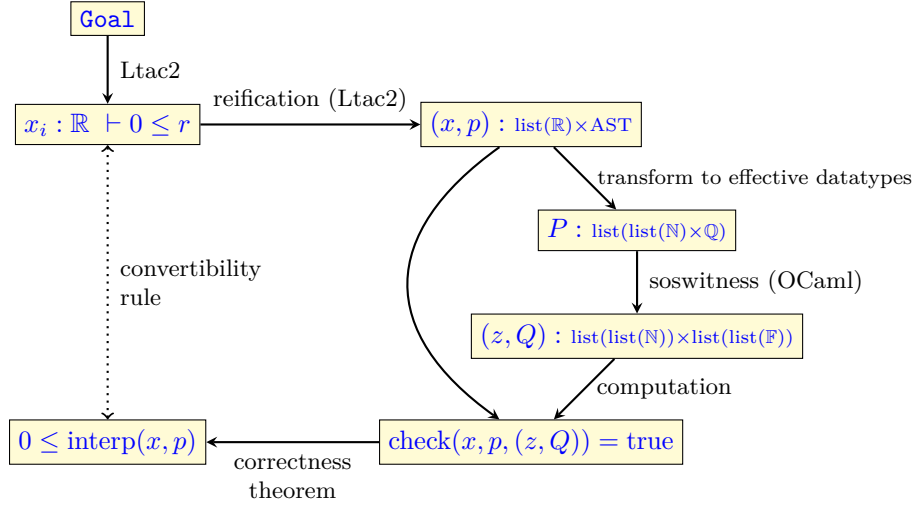 Goal
Ltac2
reification (Ltac2)
xᵢ : ℝ ⊢ 0 ≤ r
(x, p) : list(ℝ)×AST
transform to effective datatypes
P : list(list(ℕ)×ℚ)
convertibility
rule
soswitness (OCaml)
(z, Q) : list(list(ℕ))×list(list(𝔽))
computation
0 ≤ interp(x, p)
check(x, p, (z, Q)) = true
correctness
theorem